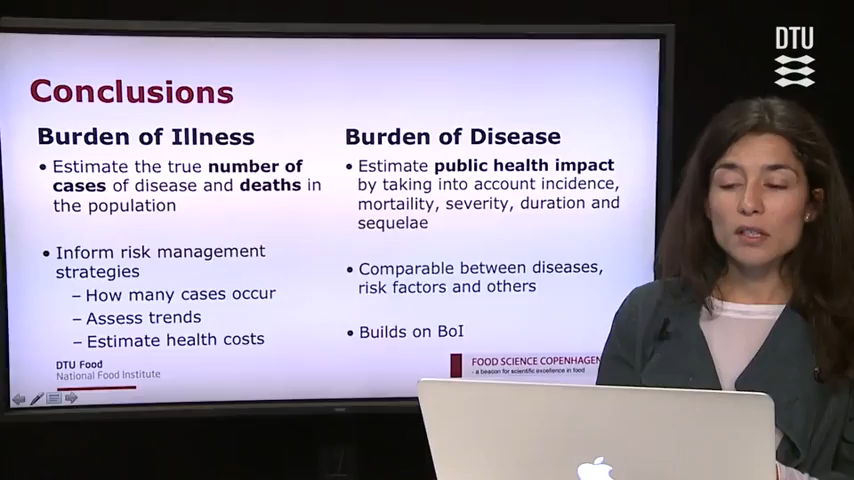 DTU
Conclusions
Burden of Illness
• Estimate the true number of
cases of disease and deaths in
the population
• Inform risk management
strategies
– How many cases occur
– Assess trends
– Estimate health costs
Burden of Disease
• Estimate public health impact
by taking into account incidence,
mortaility, severity, duration and
sequelae
• Comparable between diseases,
risk factors and others
• Builds on BoI
DTU Food
National Food Institute
FOOD SCIENCE COPENHAGEN
- a beacon for scientific excellence in food